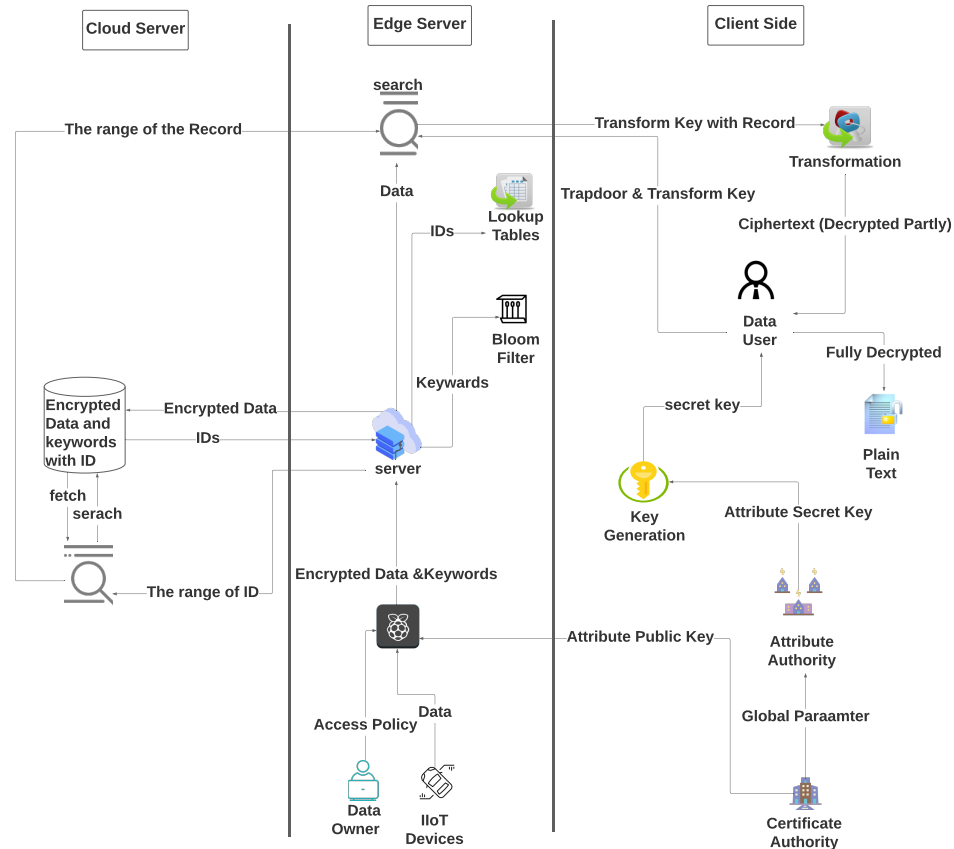 Cloud Server
Edge Server
Client Side
search
The range of the Record
Transform Key with Record
Transformation
Data
Trapdoor & Transform Key
Lookup
Tables
IDs
Ciphertext (Decrypted Partly)
Data
User
Bloom
Filter
Fully Decrypted
Keywards
secret key
Encrypted
Data and
keywords
with ID
Encrypted Data
IDs
server
Plain
Text
fetch
serach
Key
Generation
Attribute Secret Key
The range of ID
Encrypted Data &Keywords
Attribute Public Key
Attribute
Authority
Access Policy
Data
Global Paraamter
Data
Owner
IIoT
Devices
Certificate
Authority